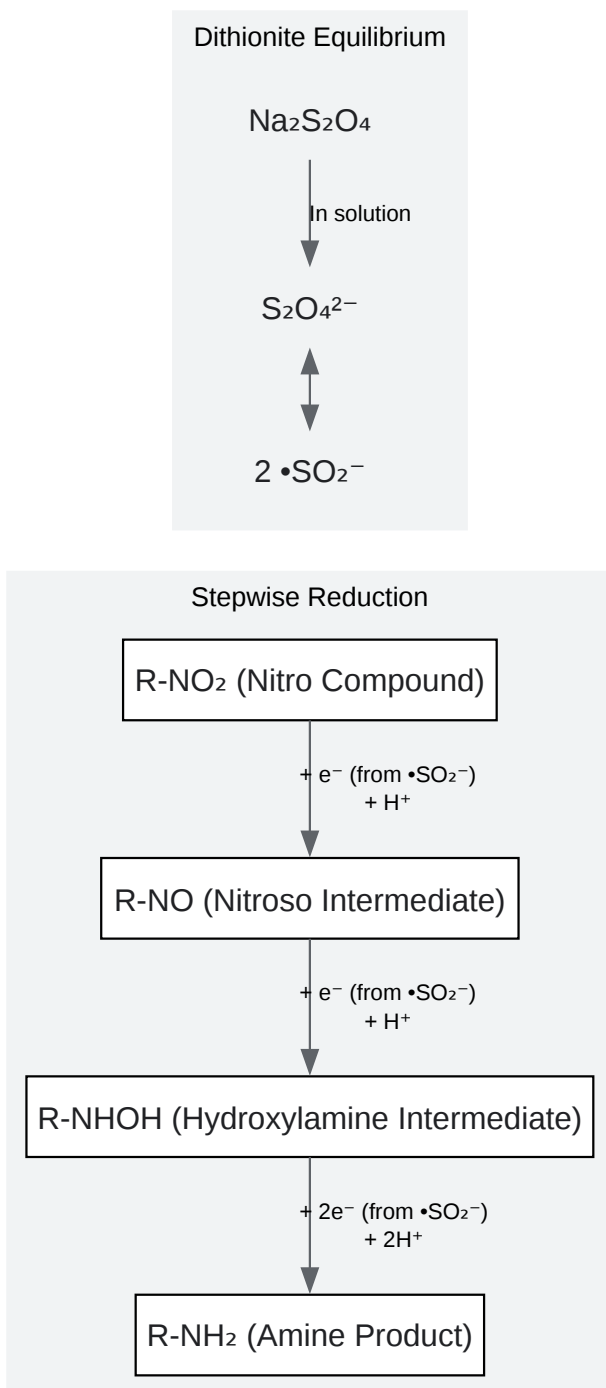 Dithionite Equilibrium
Na₂S₂O₄
In solution
S₂O₄²⁻
2 •SO₂⁻
Stepwise Reduction
R-NO₂ (Nitro Compound)
+ e⁻ (from •SO₂⁻)
+ H⁺
R-NO (Nitroso Intermediate)
+ e⁻ (from •SO₂⁻)
+ H⁺
R-NHOH (Hydroxylamine Intermediate)
+ 2e⁻ (from •SO₂⁻)
+ 2H⁺
R-NH₂ (Amine Product)